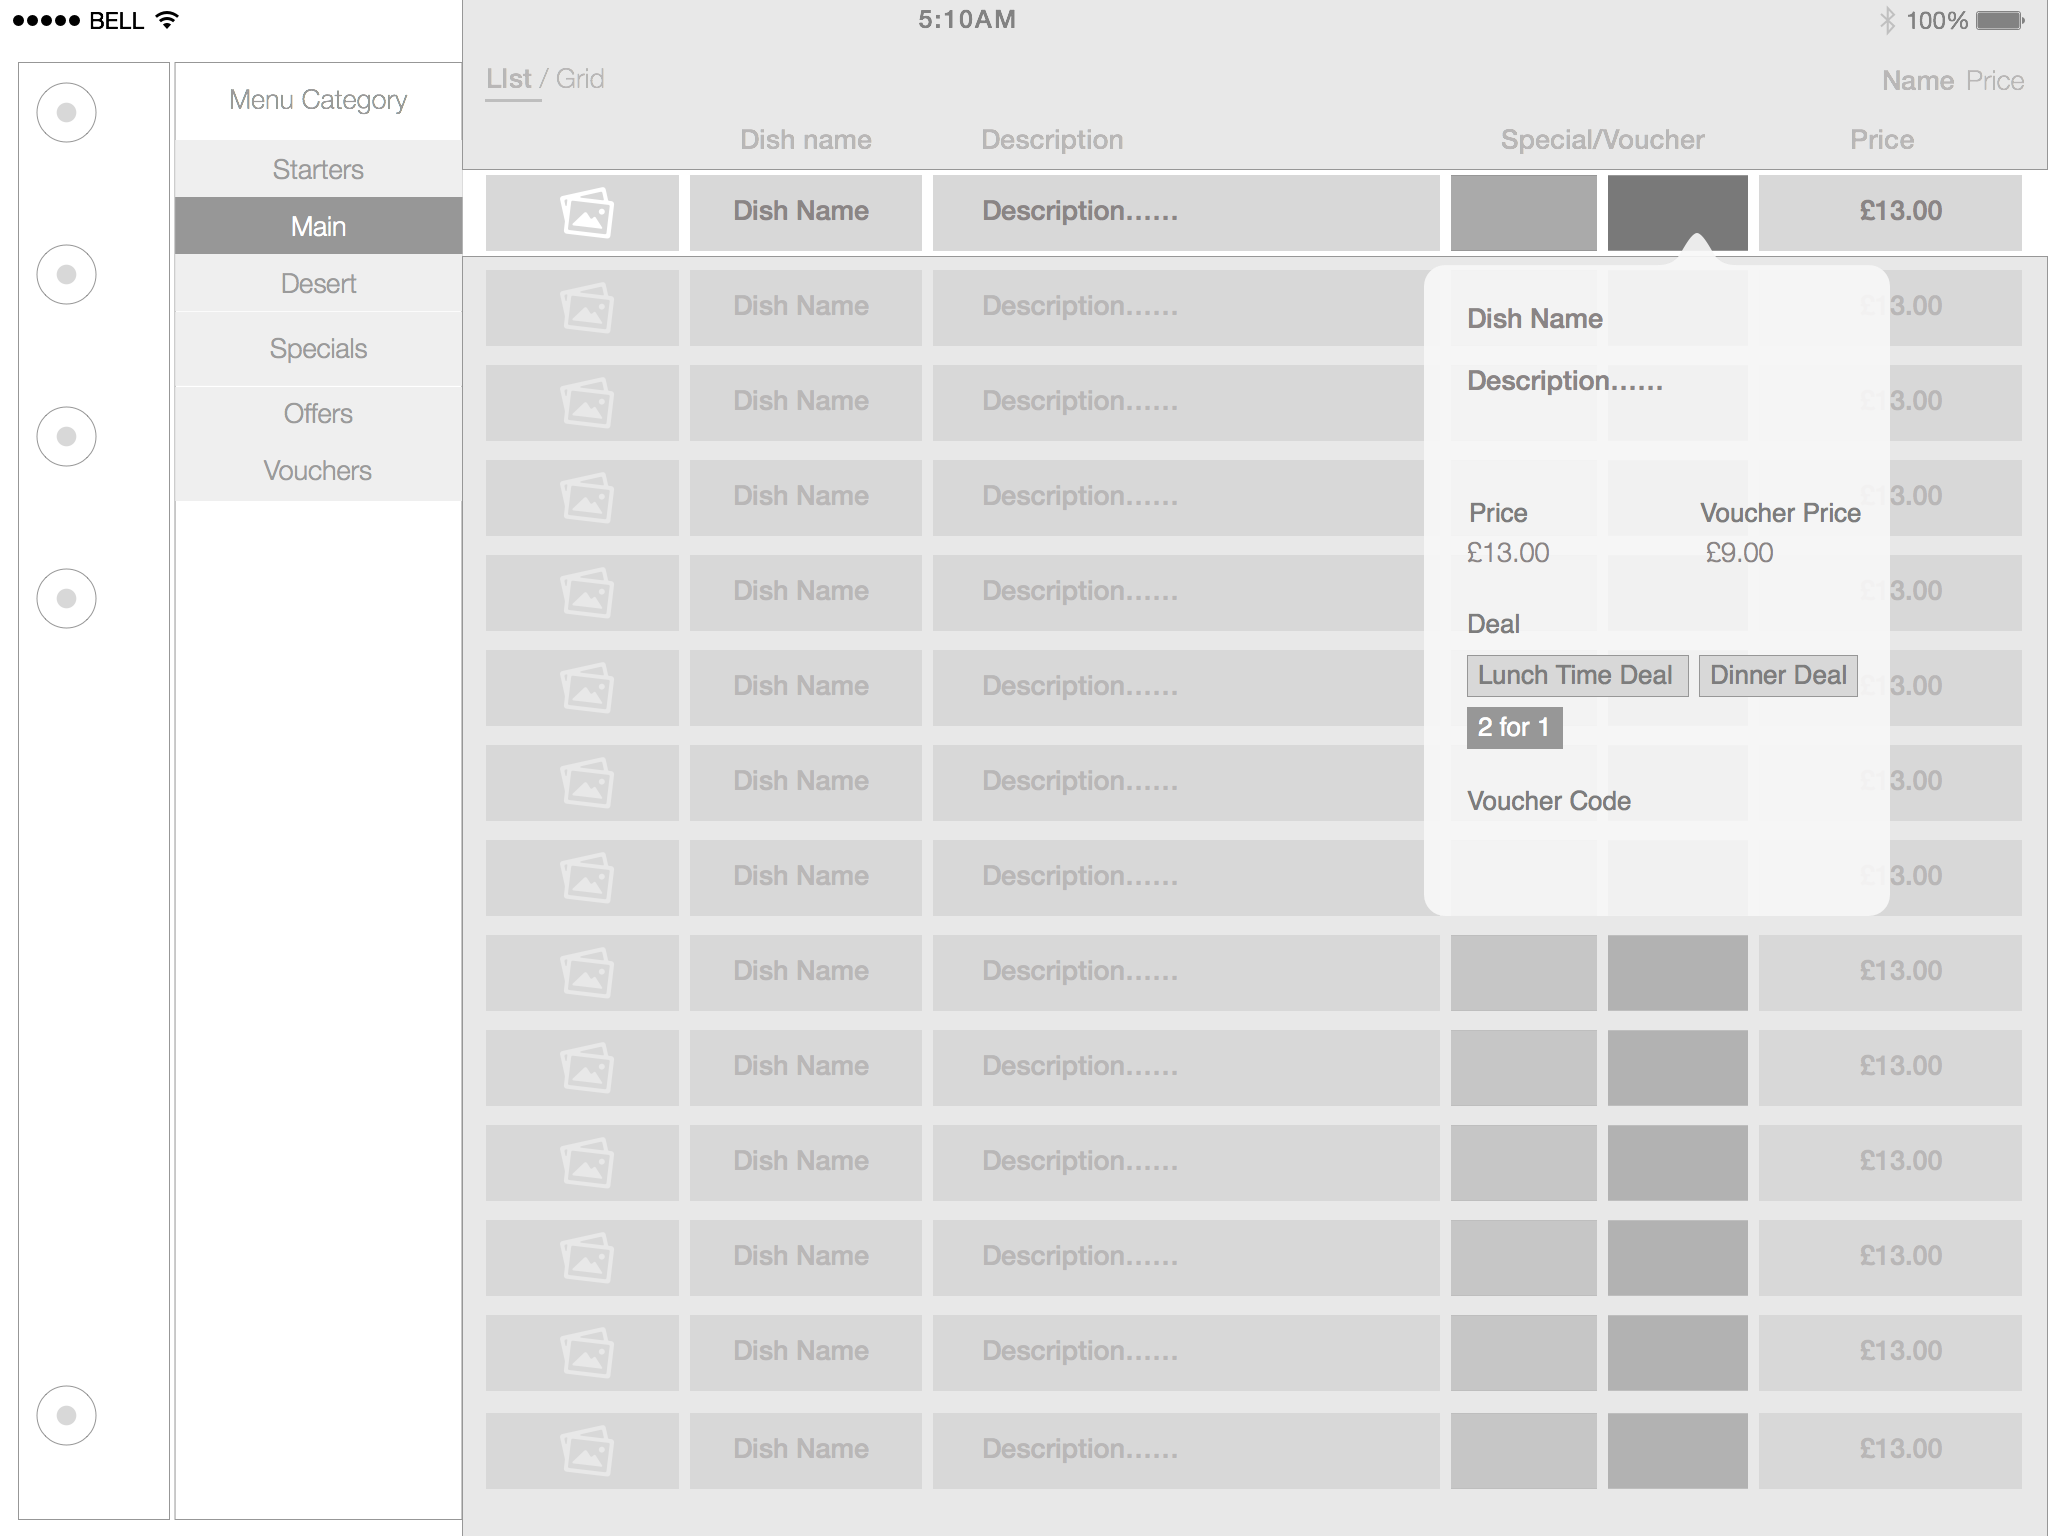 BELL 5:10AM 100%
LIst / Grid Name Price
Menu Category
Dish name Description Special/Voucher Price
Starters
Main
Desert
Specials
Offers
Vouchers
Dish Name Description...... £13.00
Dish Name Description...... £13.00
Dish Name Description...... £13.00
Dish Name Description...... £13.00
Dish Name Description...... £13.00
Dish Name Description...... £13.00
Dish Name Description...... £13.00
Dish Name Description...... £13.00
Dish Name Description...... £13.00
Dish Name Description...... £13.00
Dish Name Description...... £13.00
Dish Name Description...... £13.00
Dish Name Description...... £13.00
Dish Name Description...... £13.00
Dish Name
Description......
Price Voucher Price
£13.00 £9.00
Deal
Lunch Time Deal Dinner Deal
2 for 1
Voucher Code